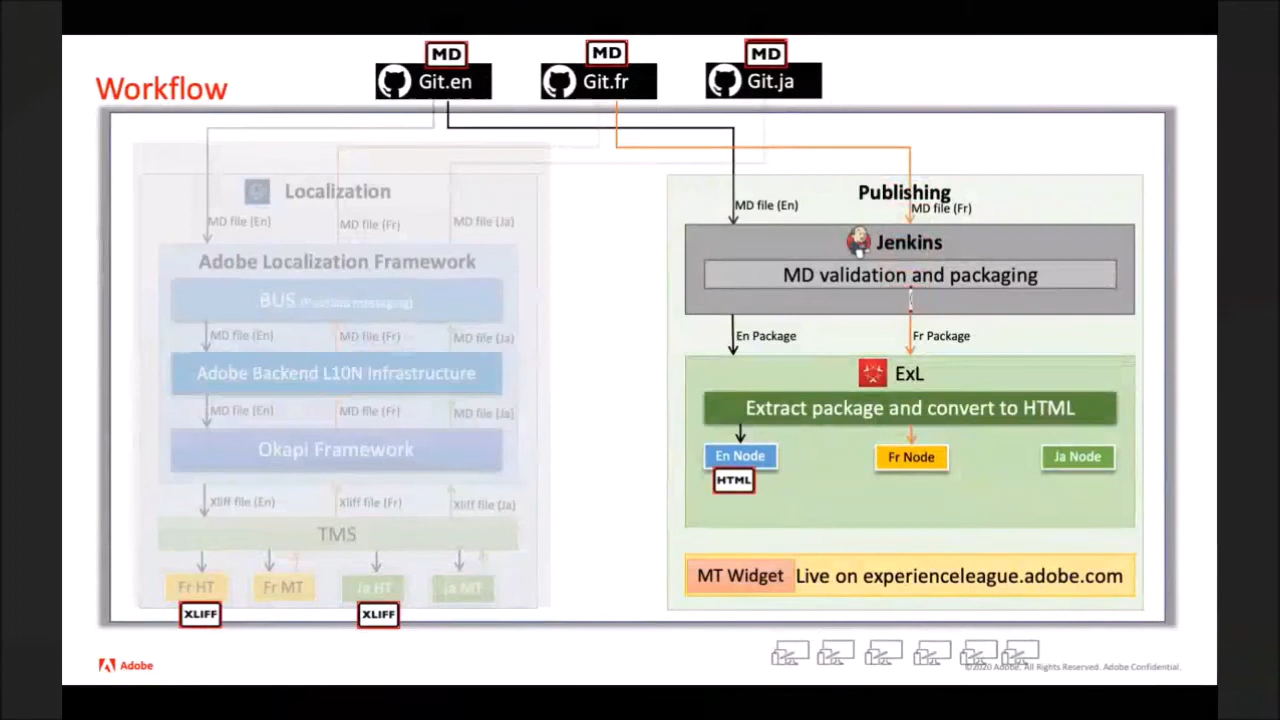 MD
MD
MD
Workflow
Git.en
Git.fr
Git.ja
Localization
Publishing
MD file (En)
MD file (Fr)
MD file (Ja)
MD file (En)
MD file (Fr)
Jenkins
Adobe Localization Framework
MD validation and packaging
BUS
MD file (En)
MD file (Fr)
MD file (Ja)
En Package
Fr Package
Adobe Backend L10N Infrastructure
ExL
MD file (En)
MD file (Fr)
MD file (Ja)
Extract package and convert to HTML
Okapi Framework
En Node
Fr Node
Ja Node
HTML
Xliff file (En)
Xliff file (Fr)
Xliff file (Ja)
TMS
Fr HT
Fr MT
Ja HT
Ja MT
MT Widget
Live on experienceleague.adobe.com
XLIFF
XLIFF
Adobe
©2020 Adobe. All Rights Reserved. Adobe Confidential.